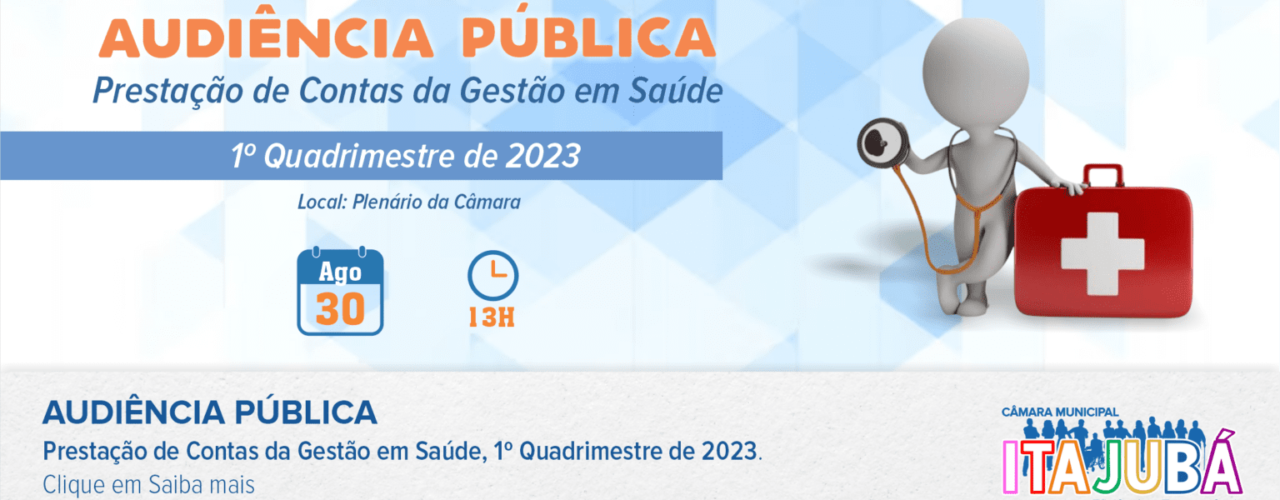 AUDIÊNCIA PÚBLICA
Prestação de Contas da Gestão em Saúde
1º Quadrimestre de 2023
Local: Plenário da Câmara
Ago
30
13H
AUDIÊNCIA PÚBLICA
Prestação de Contas da Gestão em Saúde, 1º Quadrimestre de 2023.
Clique em Saiba mais
CÂMARA MUNICIPAL
ITAJUBÁ